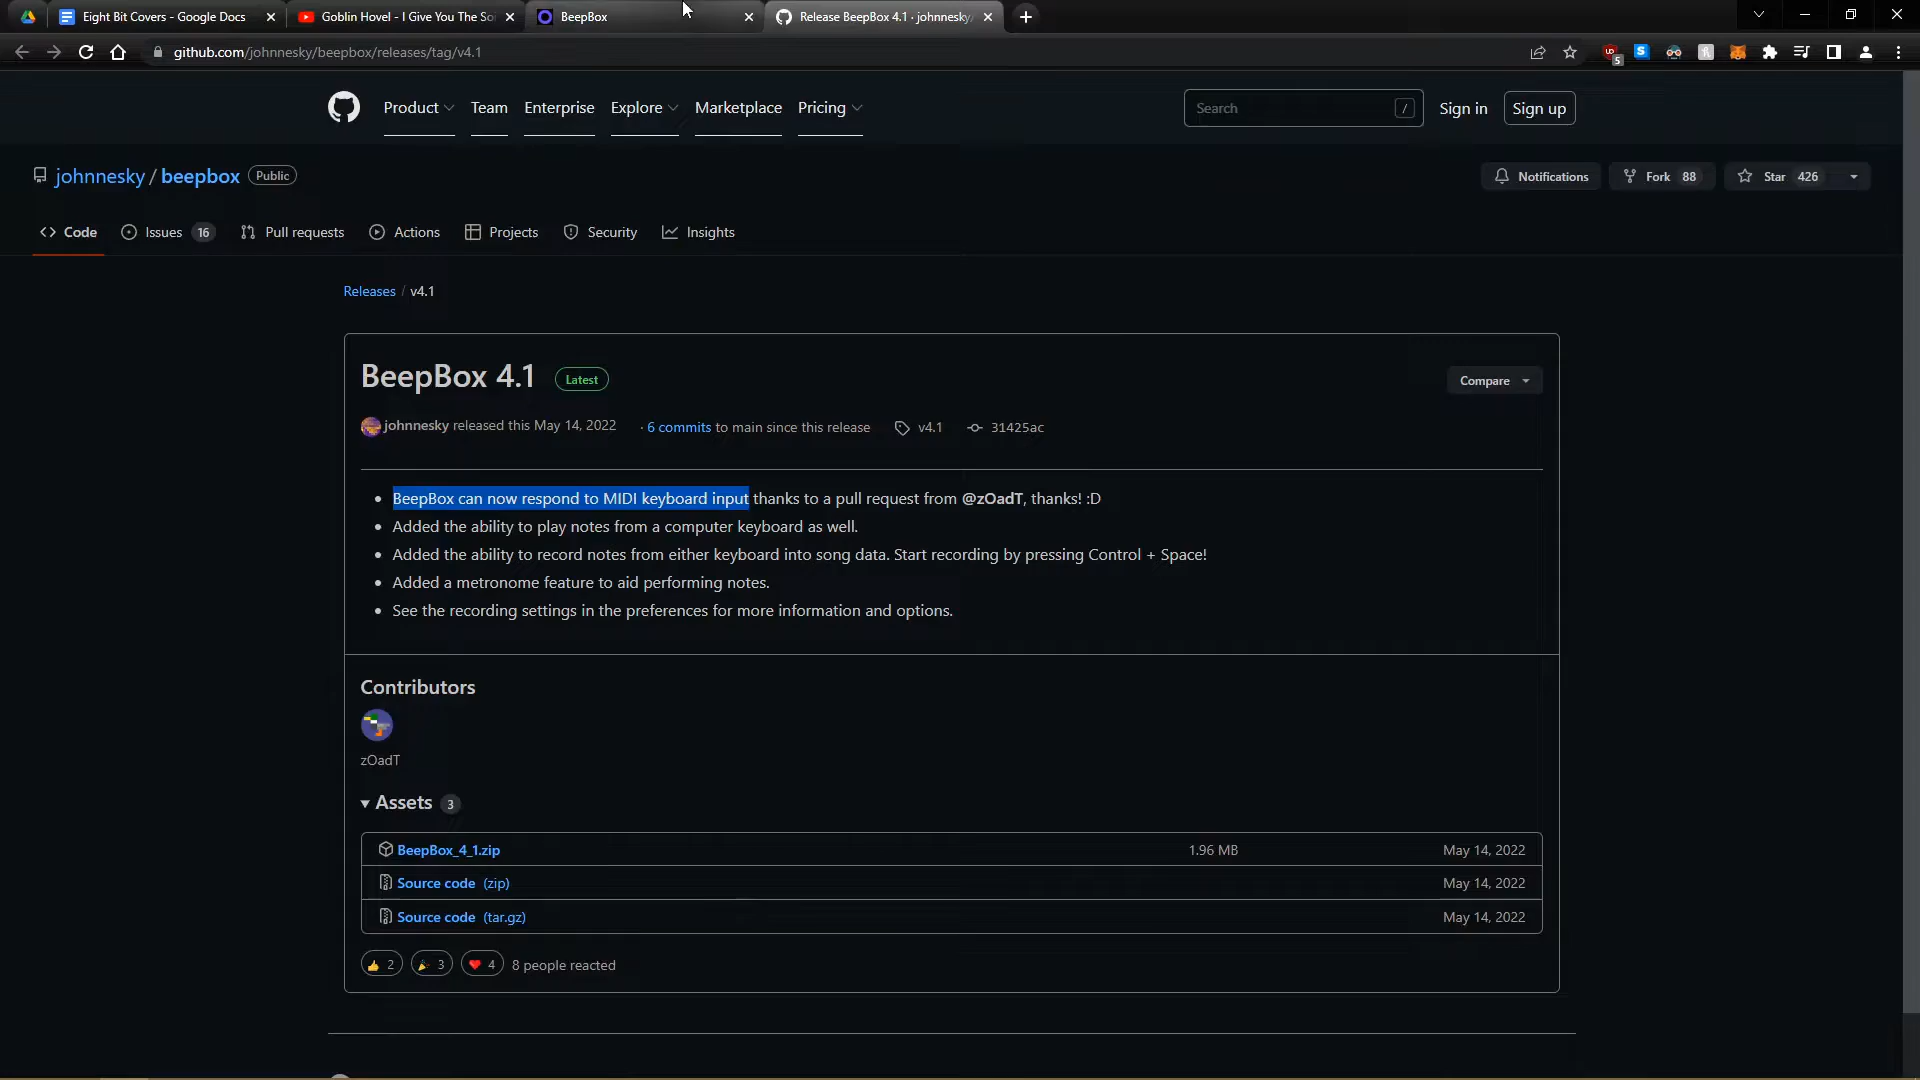 Eight Bit Covers - Google Docs
Goblin Hovel - I Give You The So
BeepBox
Release BeepBox 4.1 · johnnesky
github.com/johnnesky/beepbox/releases/tag/v4.1
5
Product
Team
Enterprise
Explore
Marketplace
Pricing
Search
/
Sign in
Sign up
johnnesky / beepbox Public
Notifications
Fork 88
Star 426
Code
Issues 16
Pull requests
Actions
Projects
Security
Insights
Releases / v4.1
BeepBox 4.1 Latest
Compare
johnnesky released this May 14, 2022 · 6 commits to main since this release v4.1 31425ac
• BeepBox can now respond to MIDI keyboard input thanks to a pull request from @zOadT, thanks! :D
• Added the ability to play notes from a computer keyboard as well.
• Added the ability to record notes from either keyboard into song data. Start recording by pressing Control + Space!
• Added a metronome feature to aid performing notes.
• See the recording settings in the preferences for more information and options.
Contributors
zOadT
Assets 3
BeepBox_4_1.zip 1.96 MB May 14, 2022
Source code (zip) May 14, 2022
Source code (tar.gz) May 14, 2022
👍 2 🎉 3 ❤️ 4 8 people reacted